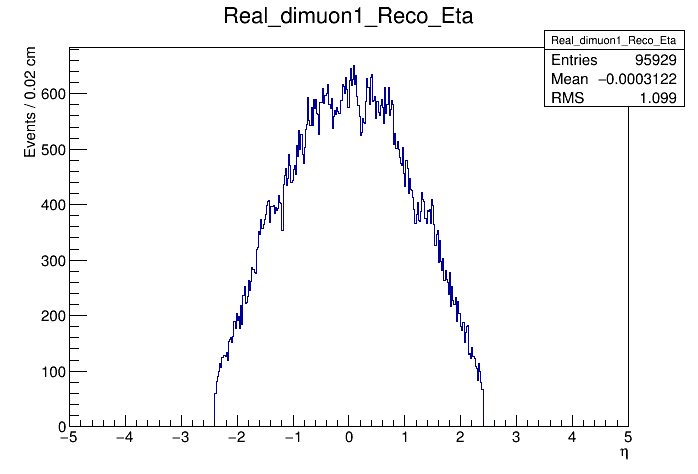 Real_dimuon1_Reco_Eta
Real_dimuon1_Reco_Eta
Entries 95929
Mean −0.0003122
RMS 1.099
Events / 0.02 cm
600
500
400
300
200
100
0
−5 −4 −3 −2 −1 0 1 2 3 4 5
η